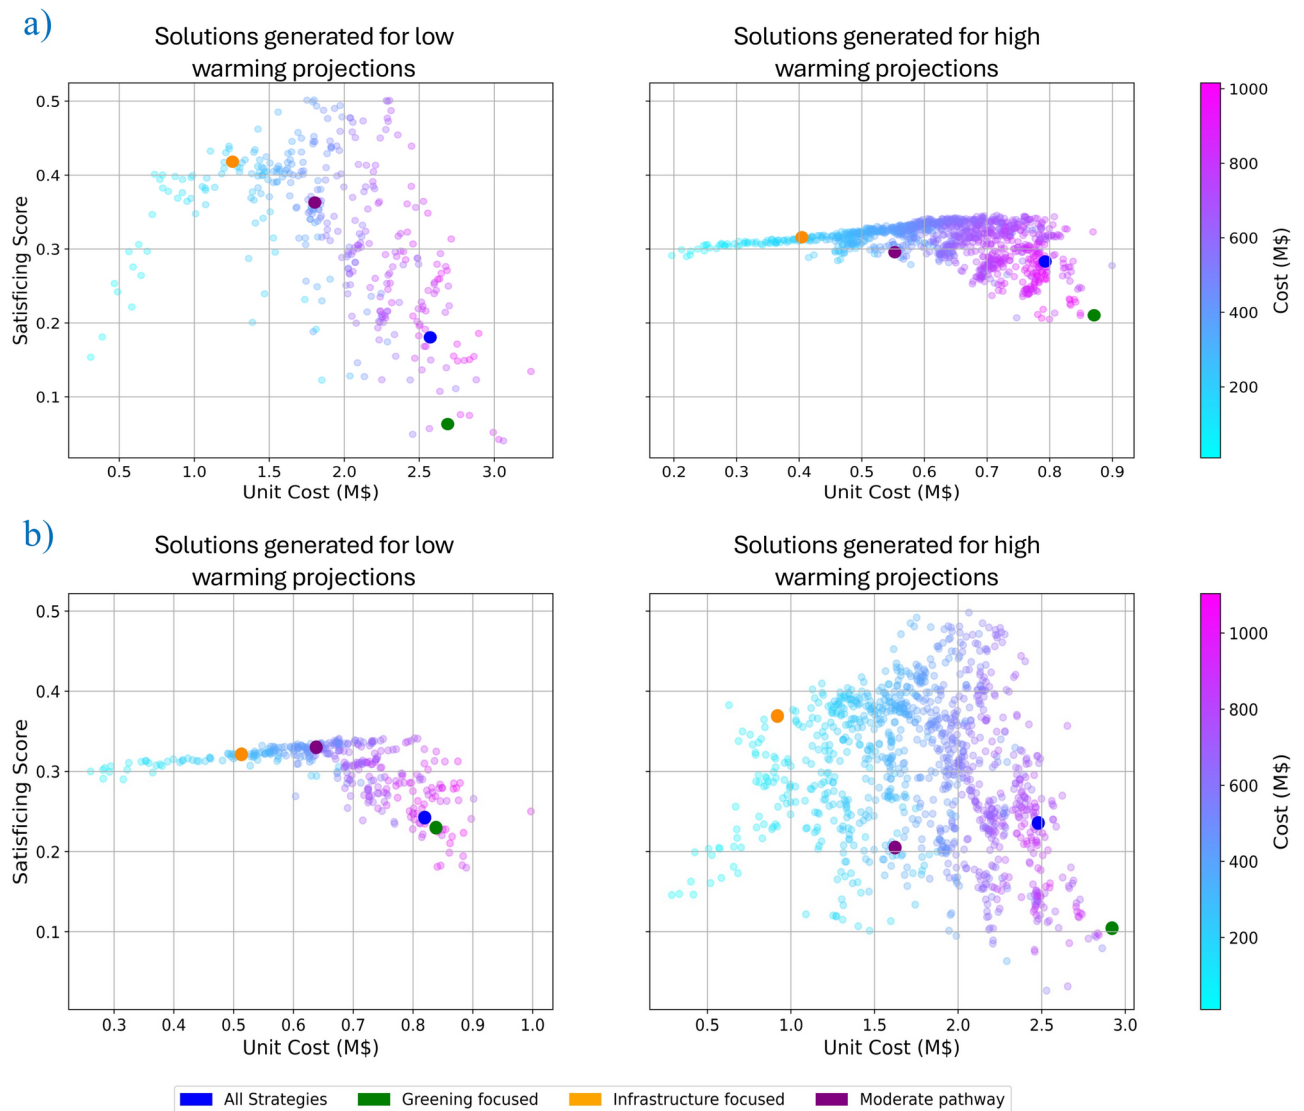 a)
Solutions generated for low
warming projections
Solutions generated for high
warming projections
Satisficing Score
0.5
0.4
0.3
0.2
0.1
0.5 1.0 1.5 2.0 2.5 3.0
Unit Cost (M$)
0.2 0.3 0.4 0.5 0.6 0.7 0.8 0.9
Unit Cost (M$)
1000
800
600
400
200
Cost (M$)
b)
Solutions generated for low
warming projections
Solutions generated for high
warming projections
Satisficing Score
0.5
0.4
0.3
0.2
0.1
0.3 0.4 0.5 0.6 0.7 0.8 0.9 1.0
Unit Cost (M$)
0.5 1.0 1.5 2.0 2.5 3.0
Unit Cost (M$)
1000
800
600
400
200
Cost (M$)
All Strategies Greening focused Infrastructure focused Moderate pathway